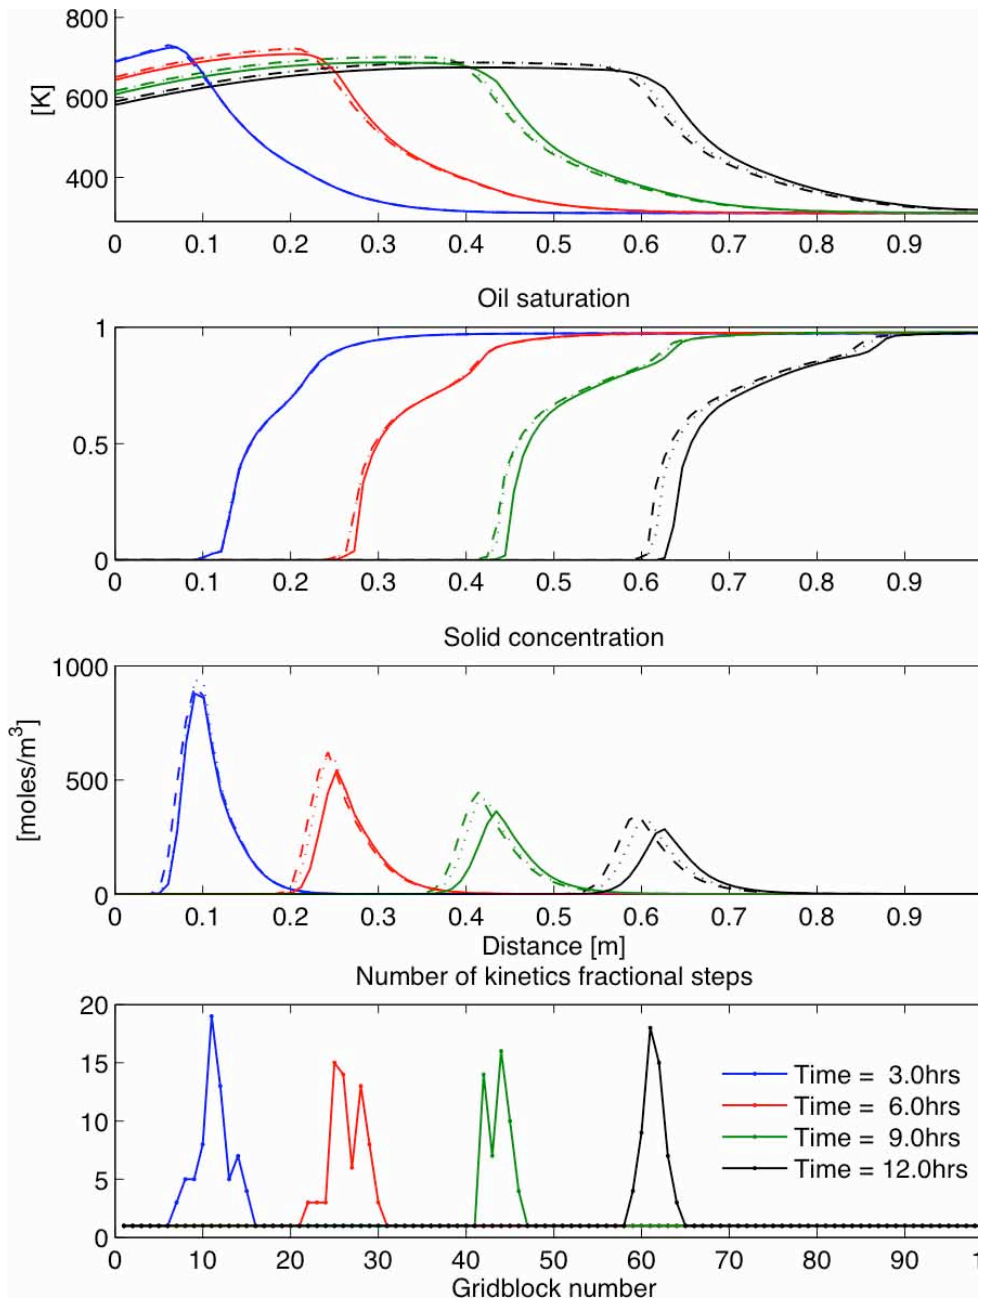 800
600
400
[K]
0 0.1 0.2 0.3 0.4 0.5 0.6 0.7 0.8 0.9
Oil saturation
1
0.5
0
0 0.1 0.2 0.3 0.4 0.5 0.6 0.7 0.8 0.9
Solid concentration
1000
500
0
[moles/m³]
0 0.1 0.2 0.3 0.4 0.5 0.6 0.7 0.8 0.9
Distance [m]
Number of kinetics fractional steps
20
15
10
5
0
Time = 3.0hrs
Time = 6.0hrs
Time = 9.0hrs
Time = 12.0hrs
0 10 20 30 40 50 60 70 80 90 1
Gridblock number